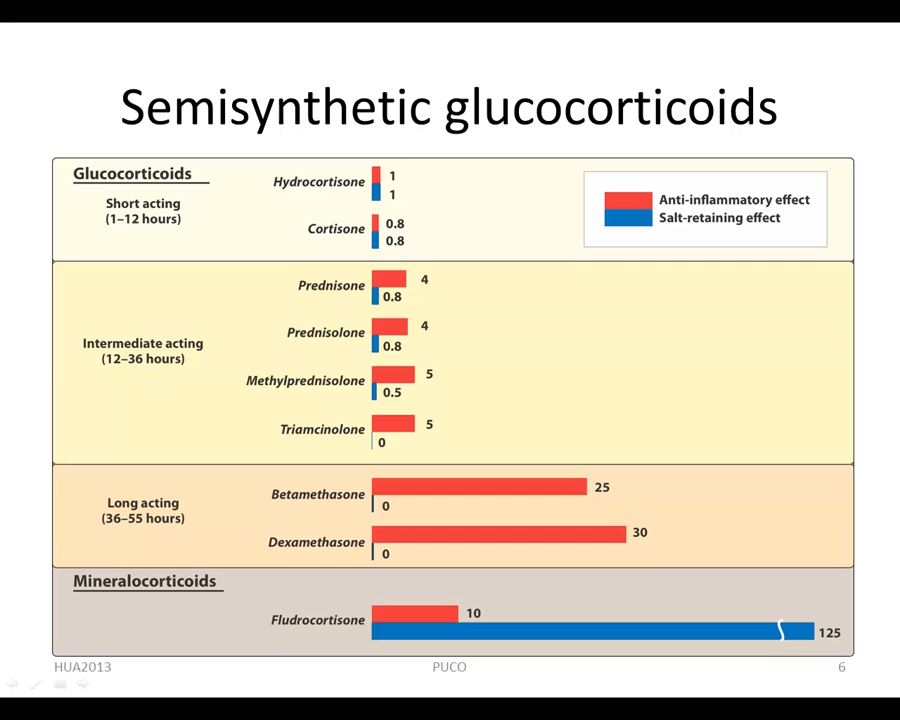 Semisynthetic glucocorticoids
Glucocorticoids
Short acting
(1–12 hours)
Hydrocortisone
1
1
Cortisone
0.8
0.8
Anti-inflammatory effect
Salt-retaining effect
Intermediate acting
(12–36 hours)
Prednisone
4
0.8
Prednisolone
4
0.8
Methylprednisolone
5
0.5
Triamcinolone
5
0
Long acting
(36–55 hours)
Betamethasone
25
0
Dexamethasone
30
0
Mineralocorticoids
Fludrocortisone
10
125
HUA2013
PUCO
6